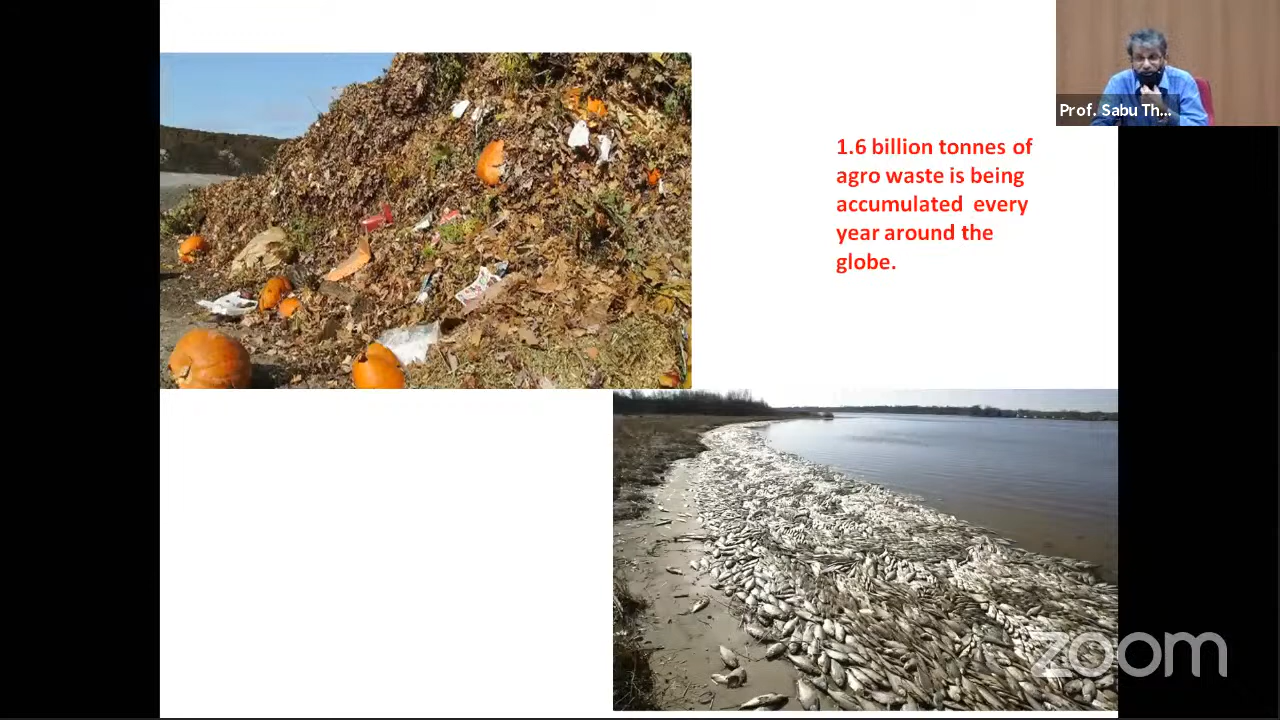 Prof. Sabu Th...
1.6 billion tonnes of
agro waste is being
accumulated every
year around the
globe.
zoom